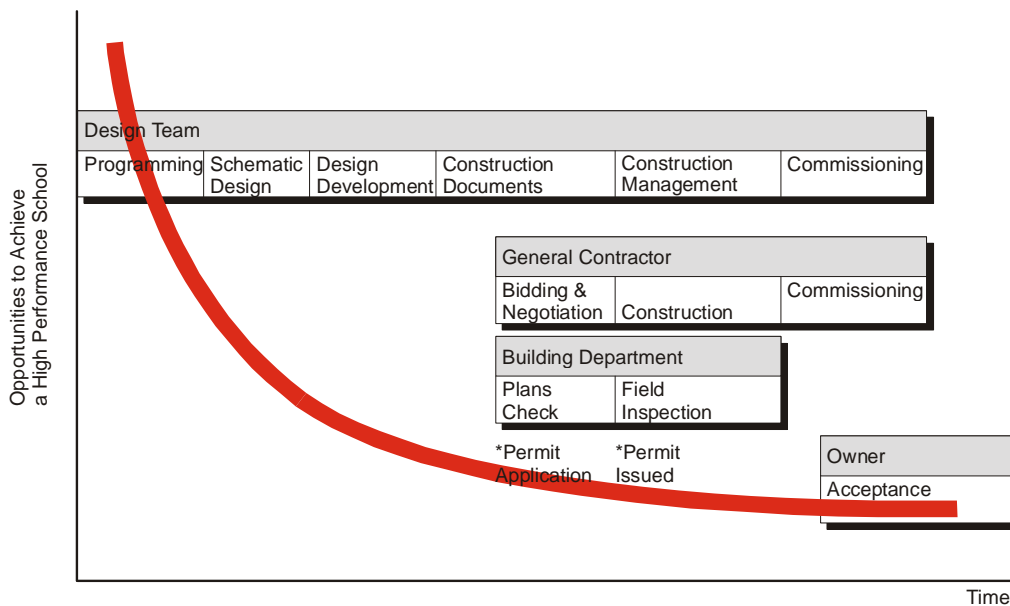 Opportunities to Achieve
a High Performance School
Design Team
Programming
Schematic
Design
Design
Development
Construction
Documents
Construction
Management
Commissioning
General Contractor
Bidding &
Negotiation
Construction
Commissioning
Building Department
Plans
Check
Field
Inspection
*Permit
Application
*Permit
Issued
Owner
Acceptance
Time